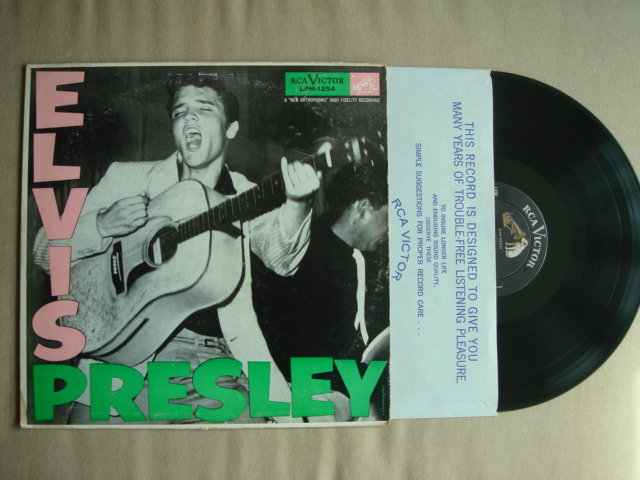 ELVIS
PRESLEY
RCA VICTOR
LPM-1254
A "NEW ORTHOPHONIC" HIGH FIDELITY RECORDING
THIS RECORD IS DESIGNED TO GIVE YOU
MANY YEARS OF TROUBLE-FREE LISTENING PLEASURE.
TO INSURE LONGER LIFE
AND ENDURING SOUND QUALITY,
OBSERVE THESE
SIMPLE SUGGESTIONS FOR PROPER RECORD CARE....
RCA VICTOR
RCA VICTOR